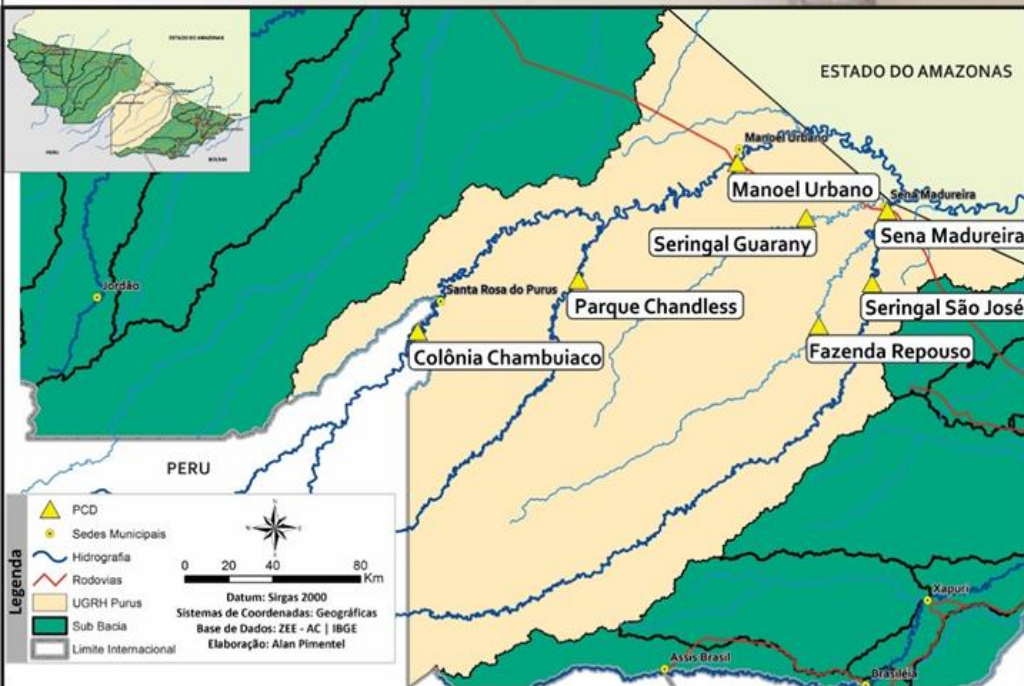 ESTADO DO AMAZONAS
PERU
BOLÍVIA
ESTADO DO AMAZONAS
Manoel Urbano
Manoel Urbano
Sena Madureira
Sena Madureira
Seringal Guarany
Jordão
Santa Rosa do Purus
Parque Chandless
Seringal São José
Colônia Chambuiaco
Fazenda Repouso
PERU
Legenda
PCD
Sedes Municipais
Hidrografia
Rodovias
UGRH Purus
Sub Bacia
Limite Internacional
N
0 20 40 80
Km
Datum: Sirgas 2000
Sistemas de Coordenadas: Geográficas
Base de Dados: ZEE - AC | IBGE
Elaboração: Alan Pimentel
Xapuri
Assis Brasil
Brasiléia